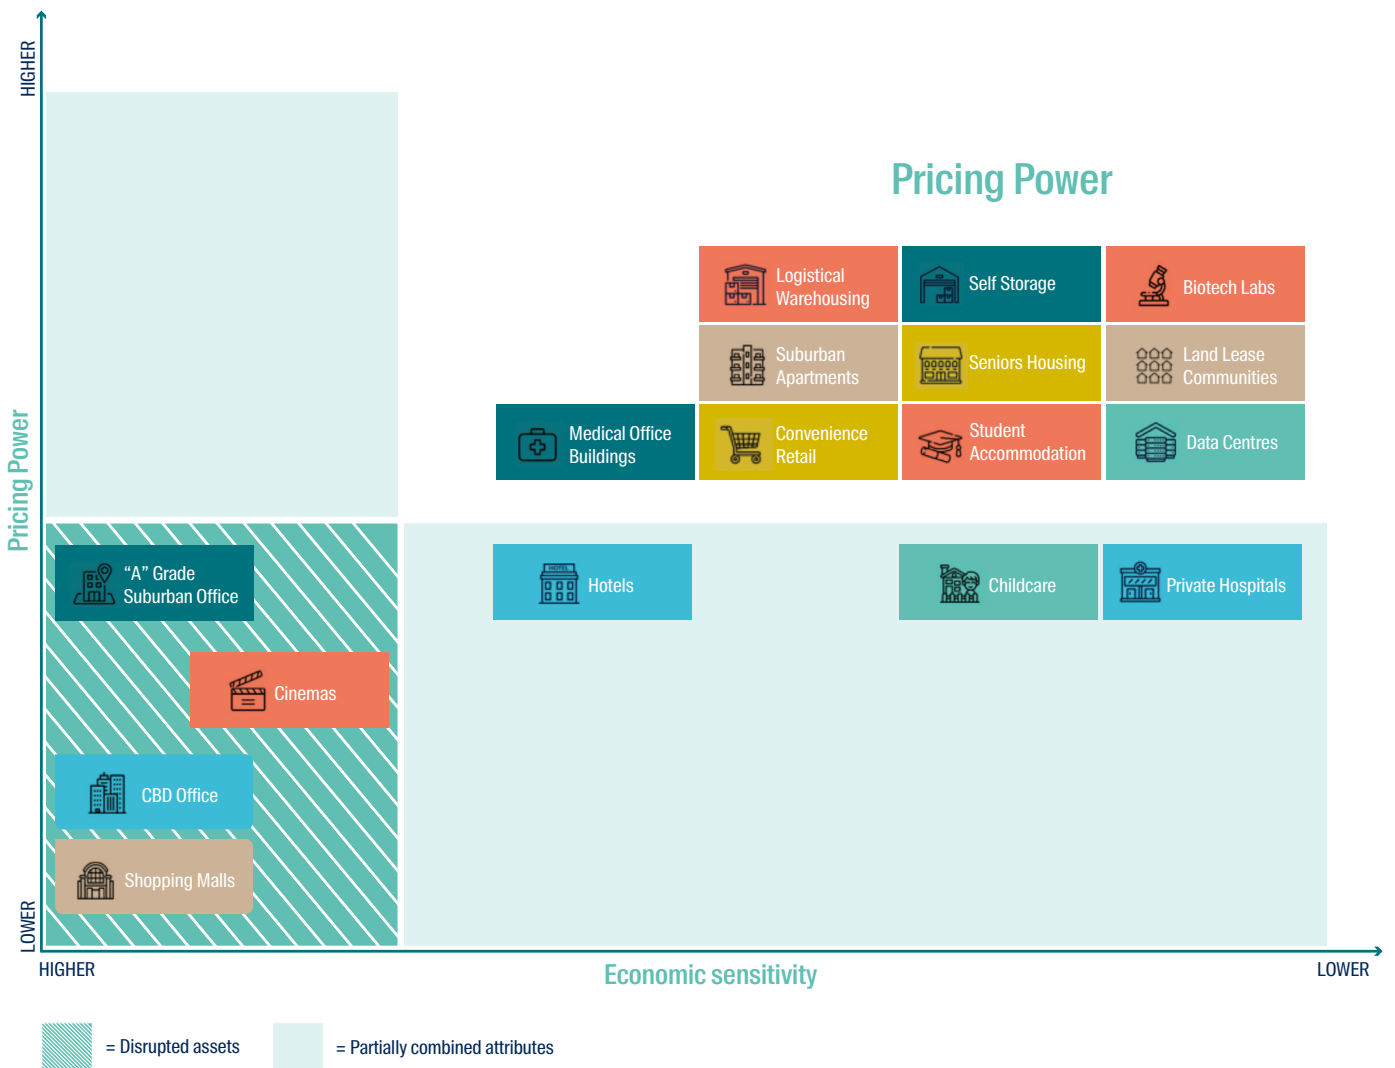 HIGHER
Pricing Power
Logistical
Warehousing
Self Storage
Biotech Labs
Suburban
Apartments
Seniors Housing
Land Lease
Communities
Medical Office
Buildings
Convenience
Retail
Student
Accommodation
Data Centres
Pricing Power
"A" Grade
Suburban Office
HOTEL
Hotels
Childcare
Private Hospitals
Cinemas
CBD Office
Shopping Malls
LOWER
HIGHER
Economic sensitivity
LOWER
= Disrupted assets
= Partially combined attributes